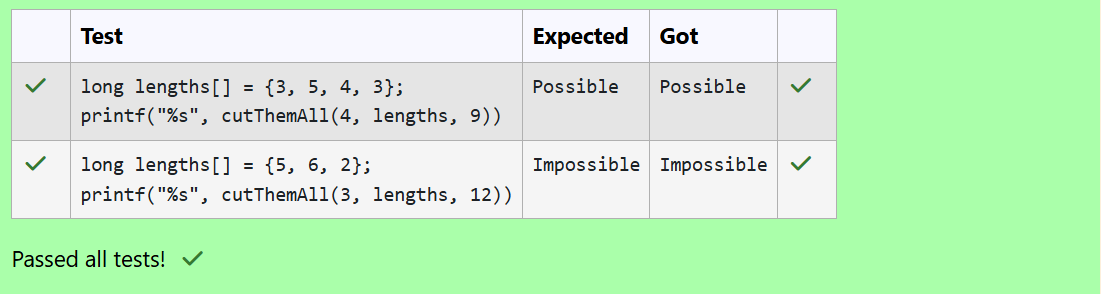 Test Expected Got
long lengths[] = {3, 5, 4, 3}; Possible Possible
printf("%s", cutThemAll(4, lengths, 9))
long lengths[] = {5, 6, 2}; Impossible Impossible
printf("%s", cutThemAll(3, lengths, 12))
Passed all tests!